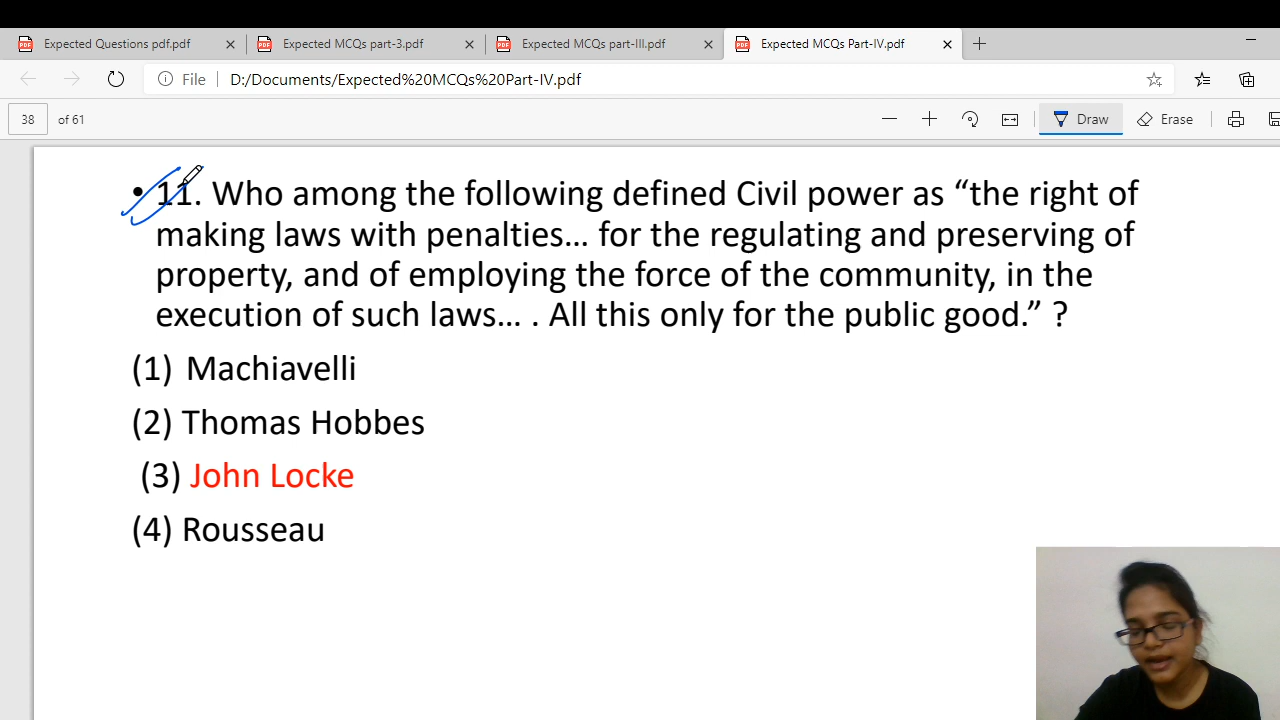 Expected Questions pdf.pdf
Expected MCQs part-3.pdf
Expected MCQs part-III.pdf
Expected MCQs Part-IV.pdf
File D:/Documents/Expected%20MCQs%20Part-IV.pdf
38 of 61 Draw Erase
• 11. Who among the following defined Civil power as “the right of
making laws with penalties… for the regulating and preserving of
property, and of employing the force of the community, in the
execution of such laws… . All this only for the public good.” ?
(1) Machiavelli
(2) Thomas Hobbes
(3) John Locke
(4) Rousseau